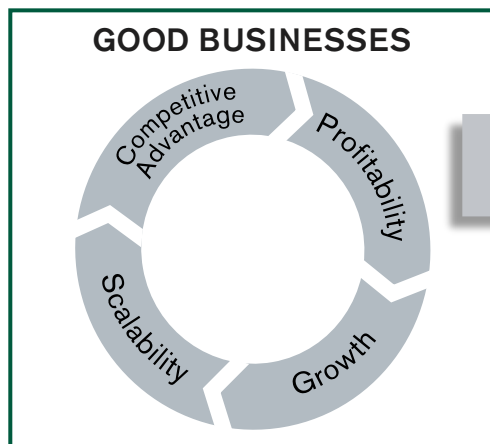 GOOD BUSINESSES
Competitive
Advantage
Profitability
Growth
Scalability